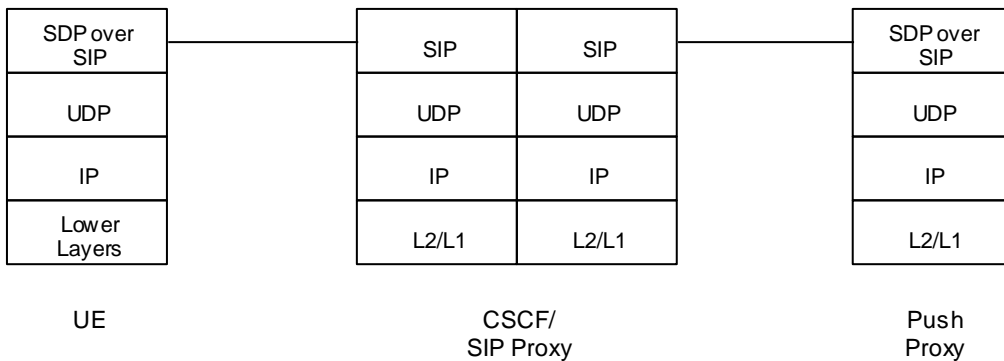 SDP over
SIP
SIP
SIP
SDP over
SIP
UDP
UDP
UDP
UDP
IP
IP
IP
IP
Lower
Layers
L2/L1
L2/L1
L2/L1
UE
CSCF/
SIP Proxy
Push
Proxy